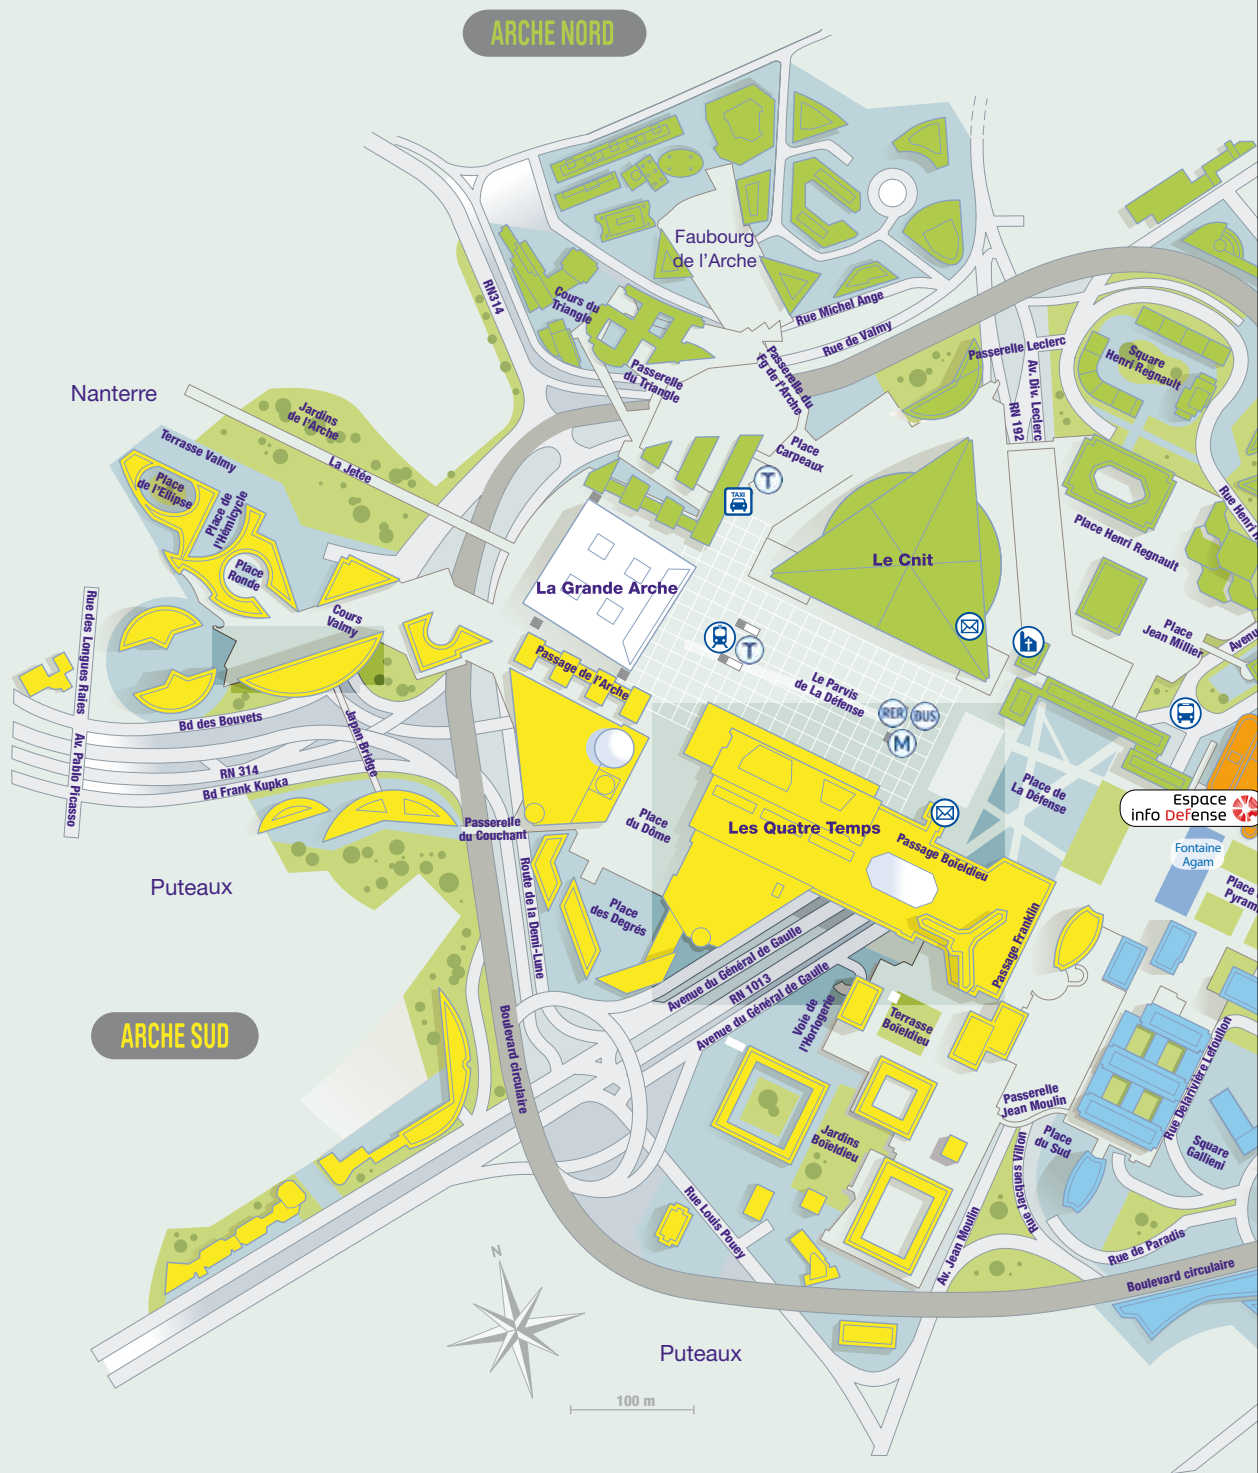 ARCHE NORD
Faubourg
de l'Arche
RN314
Cours du
Triangle
Rue Michel Ange
Rue de Valmy
Passerelle
du Triangle
Passerelle du
Fg de l'Arche
Passerelle Leclerc
Av. Div. Leclerc
RN 192
Square
Henri Regnault
Nanterre
Jardins
de l'Arche
La Jetée
Terrasse Valmy
Place
de l'Ellipse
Place de
l'Hémicycle
Place
Ronde
Place
Carpeaux
TAXI
T
Le Cnit
Place Henri Regnault
Rue Henri
Place
Jean Millier
Avenu
La Grande Arche
Cours
Valmy
Rue des Longues Raies
Passage de l'Arche
T
Le Parvis
de La Défense
RER
BUS
M
Bd des Bouvets
Japan Bridge
Av. Pablo Picasso
RN 314
Bd Frank Kupka
Place de
La Défense
Espace
info Defense
Fontaine
Agam
Place
Pyram
Passerelle
du Couchant
Place
du Dôme
Les Quatre Temps
Passage Boïeldieu
Puteaux
Route de la Demi-Lune
Place
des Degrés
Passage Franklin
Avenue du Général de Gaulle
RN 1013
Avenue du Général de Gaulle
Voie de
l'Horlogerie
Terrasse
Boïeldieu
ARCHE SUD
Boulevard circulaire
Jardins
Boïeldieu
Passerelle
Jean Moulin
Rue Delarivière Lefoullon
Place
du Sud
Square
Gallieni
Rue Jacques Villon
Rue Louis Pouey
Av. Jean Moulin
Rue de Paradis
Boulevard circulaire
N
Puteaux
100 m